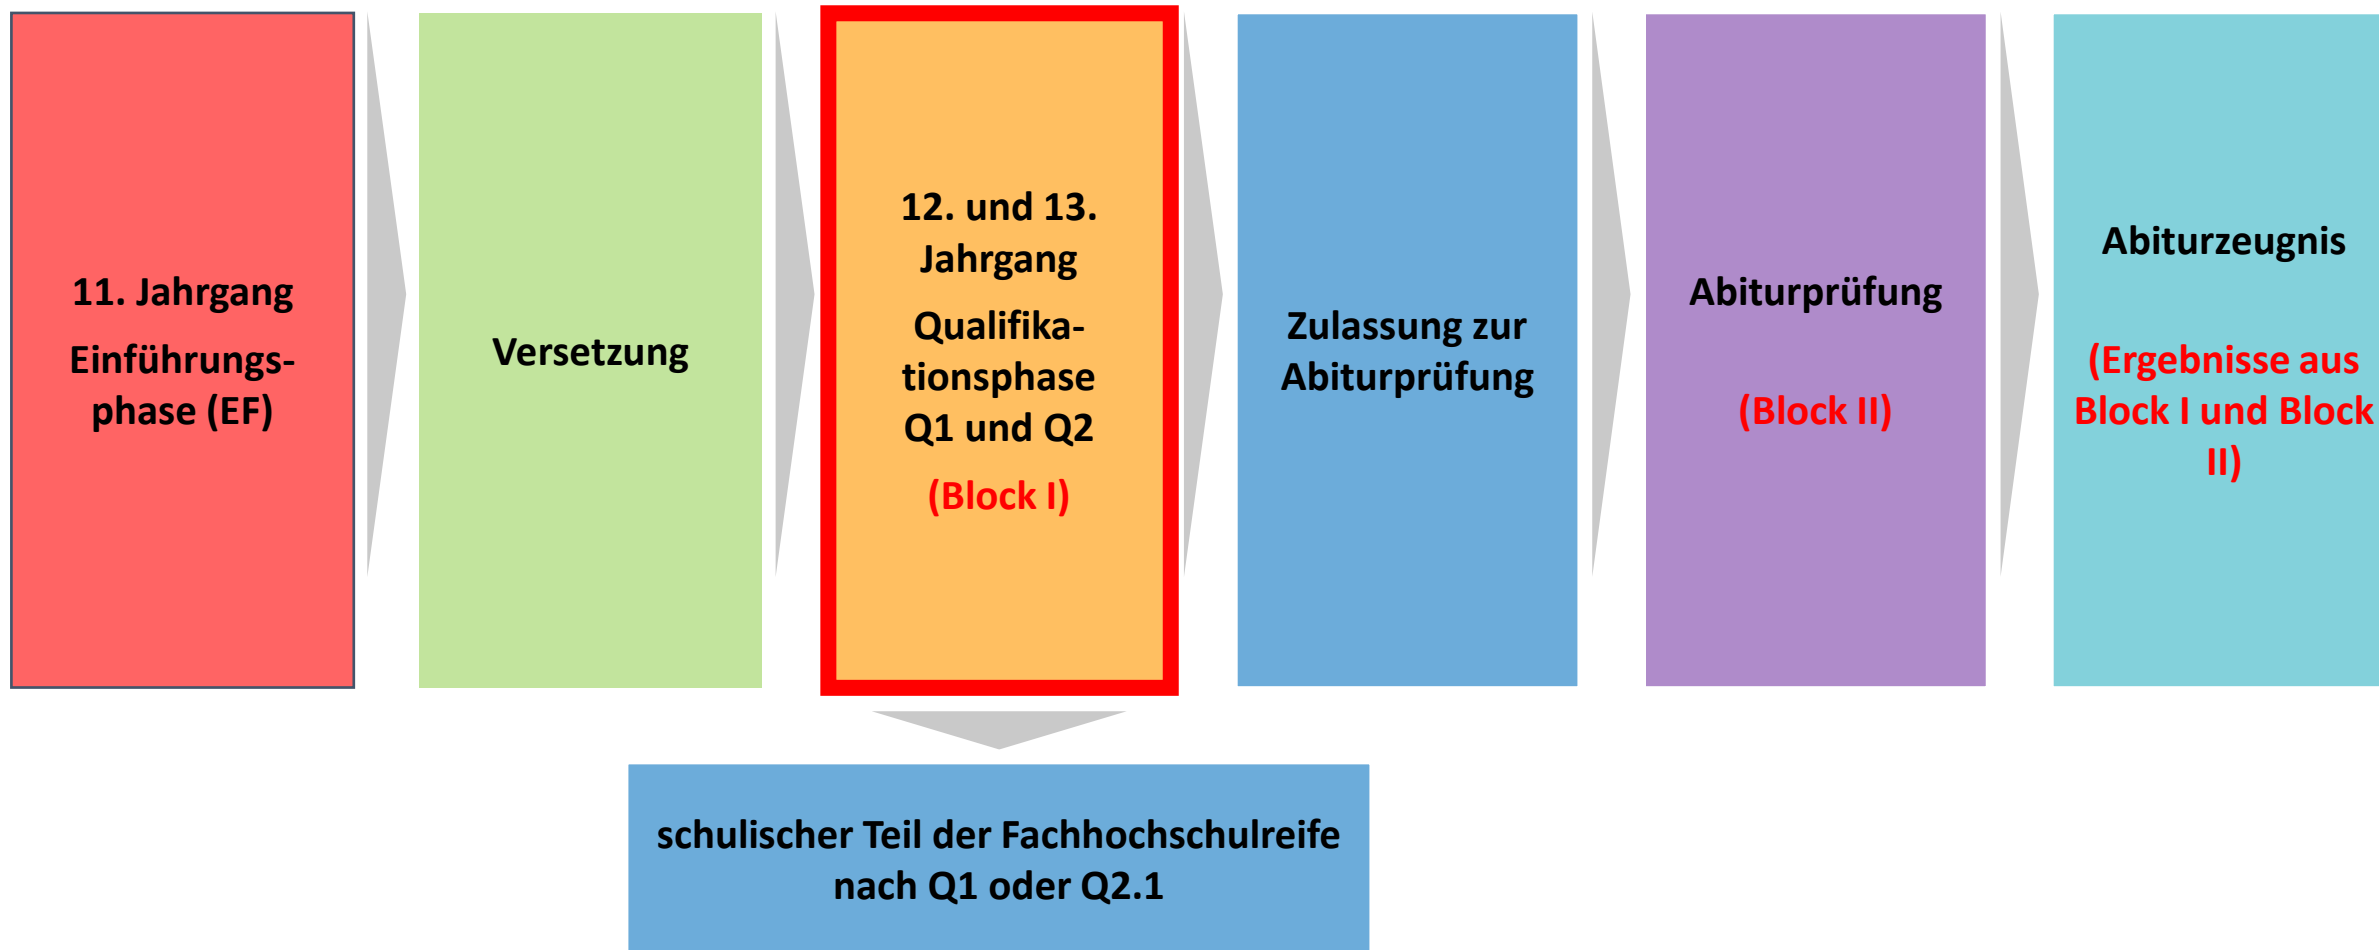 11. Jahrgang
Einführungs-
phase (EF)
Versetzung
12. und 13.
Jahrgang
Qualifika-
tionsphase
Q1 und Q2
(Block I)
Zulassung zur
Abiturprüfung
Abiturprüfung
(Block II)
Abiturzeugnis
(Ergebnisse aus
Block I und Block
II)
schulischer Teil der Fachhochschulreife
nach Q1 oder Q2.1